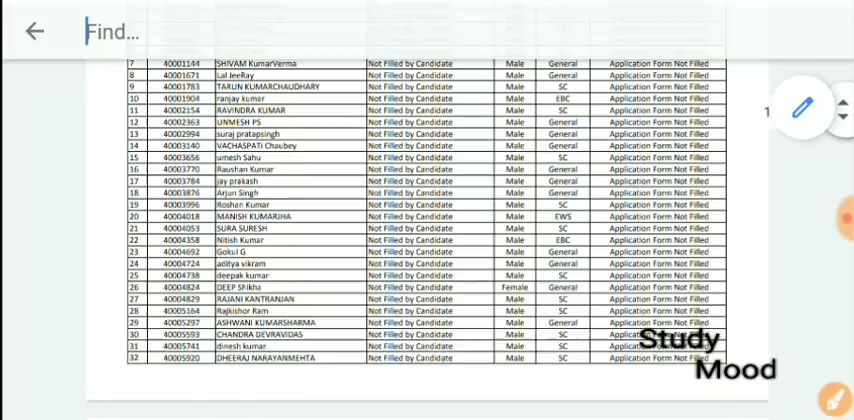 Find...
7 40001144 SHIVAM KumarVerma Not Filled by Candidate Male General Application Form Not Filled
8 40001671 Lal JeeRay Not Filled by Candidate Male General Application Form Not Filled
9 40001783 TARUN KUMARCHAUDHARY Not Filled by Candidate Male SC Application Form Not Filled
10 40001904 ranjay kumar Not Filled by Candidate Male EBC Application Form Not Filled
11 40002154 RAVINDRA KUMAR Not Filled by Candidate Male SC Application Form Not Filled
12 40002363 UNMESH PS Not Filled by Candidate Male General Application Form Not Filled
13 40002994 suraj pratapsingh Not Filled by Candidate Male General Application Form Not Filled
14 40003140 VACHASPATi Chaubey Not Filled by Candidate Male General Application Form Not Filled
15 40003656 umesh Sahu Not Filled by Candidate Male SC Application Form Not Filled
16 40003770 Raushan Kumar Not Filled by Candidate Male General Application Form Not Filled
17 40003784 jay prakash Not Filled by Candidate Male General Application Form Not Filled
18 40003876 Arjun Singh Not Filled by Candidate Male General Application Form Not Filled
19 40003996 Roshan Kumar Not Filled by Candidate Male SC Application Form Not Filled
20 40004018 MANISH KUMARJHA Not Filled by Candidate Male EWS Application Form Not Filled
21 40004053 SURA SURESH Not Filled by Candidate Male SC Application Form Not Filled
22 40004358 Nitish Kumar Not Filled by Candidate Male EBC Application Form Not Filled
23 40004692 Gokul G Not Filled by Candidate Male General Application Form Not Filled
24 40004724 aditya vikram Not Filled by Candidate Male General Application Form Not Filled
25 40004738 deepak kumar Not Filled by Candidate Male SC Application Form Not Filled
26 40004824 DEEP Shikha Not Filled by Candidate Female General Application Form Not Filled
27 40004829 RAJANI KANTRANJAN Not Filled by Candidate Male SC Application Form Not Filled
28 40005164 Rajkishor Ram Not Filled by Candidate Male SC Application Form Not Filled
29 40005297 ASHWANI KUMARSHARMA Not Filled by Candidate Male General Application Form Not Filled
30 40005593 CHANDRA DEVRAVIDAS Not Filled by Candidate Male SC Application Form Not Filled
31 40005741 dinesh kumar Not Filled by Candidate Male SC Application Form Not Filled
32 40005920 DHEERAJ NARAYANMEHTA Not Filled by Candidate Male SC Application Form Not Filled
1
Study
Mood